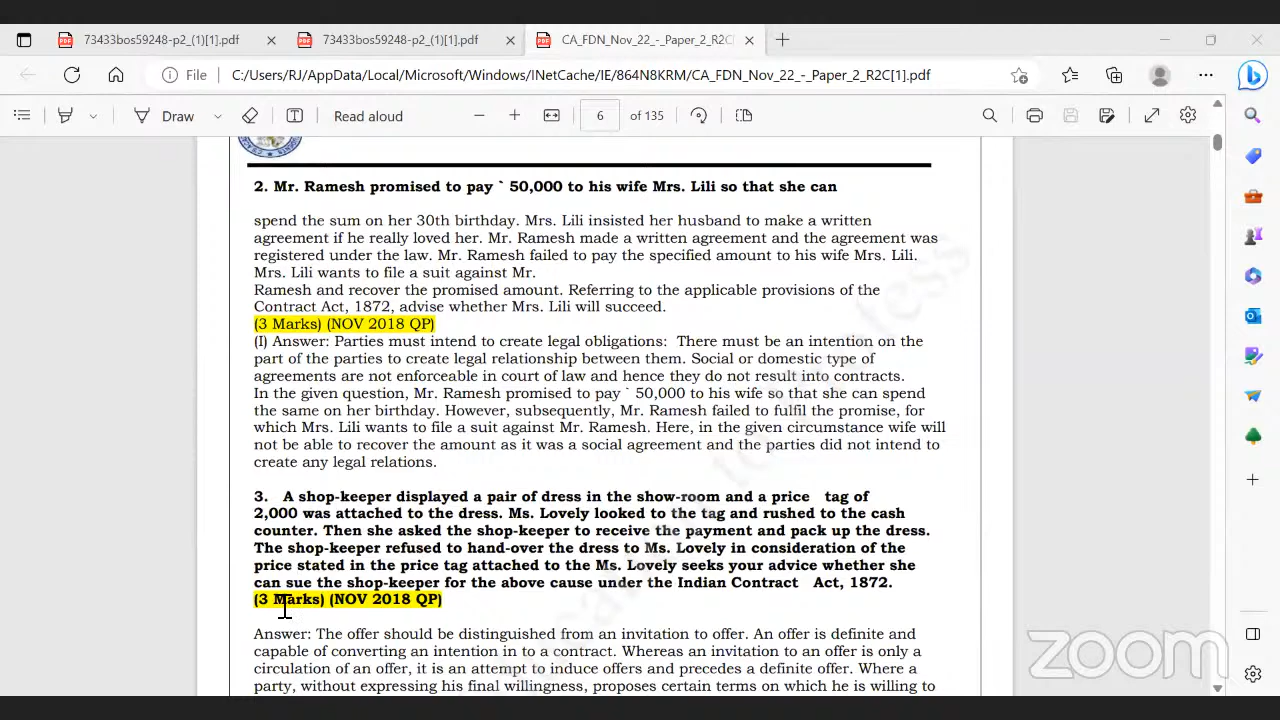 73433bos59248-p2_(1)[1].pdf
73433bos59248-p2_(1)[1].pdf
CA_FDN_Nov_22_-_Paper_2_R2C
File
C:/Users/RJ/AppData/Local/Microsoft/Windows/INetCache/IE/864N8KRM/CA_FDN_Nov_22_-_Paper_2_R2C[1].pdf
Draw
Read aloud
6
of 135
2. Mr. Ramesh promised to pay ` 50,000 to his wife Mrs. Lili so that she can
spend the sum on her 30th birthday. Mrs. Lili insisted her husband to make a written
agreement if he really loved her. Mr. Ramesh made a written agreement and the agreement was
registered under the law. Mr. Ramesh failed to pay the specified amount to his wife Mrs. Lili.
Mrs. Lili wants to file a suit against Mr.
Ramesh and recover the promised amount. Referring to the applicable provisions of the
Contract Act, 1872, advise whether Mrs. Lili will succeed.
(3 Marks) (NOV 2018 QP)
(I) Answer: Parties must intend to create legal obligations: There must be an intention on the
part of the parties to create legal relationship between them. Social or domestic type of
agreements are not enforceable in court of law and hence they do not result into contracts.
In the given question, Mr. Ramesh promised to pay ` 50,000 to his wife so that she can spend
the same on her birthday. However, subsequently, Mr. Ramesh failed to fulfil the promise, for
which Mrs. Lili wants to file a suit against Mr. Ramesh. Here, in the given circumstance wife will
not be able to recover the amount as it was a social agreement and the parties did not intend to
create any legal relations.
3. A shop-keeper displayed a pair of dress in the show-room and a price tag of
2,000 was attached to the dress. Ms. Lovely looked to the tag and rushed to the cash
counter. Then she asked the shop-keeper to receive the payment and pack up the dress.
The shop-keeper refused to hand-over the dress to Ms. Lovely in consideration of the
price stated in the price tag attached to the Ms. Lovely seeks your advice whether she
can sue the shop-keeper for the above cause under the Indian Contract Act, 1872.
(3 Marks) (NOV 2018 QP)
Answer: The offer should be distinguished from an invitation to offer. An offer is definite and
capable of converting an intention in to a contract. Whereas an invitation to an offer is only a
circulation of an offer, it is an attempt to induce offers and precedes a definite offer. Where a
party, without expressing his final willingness, proposes certain terms on which he is willing to
zoom